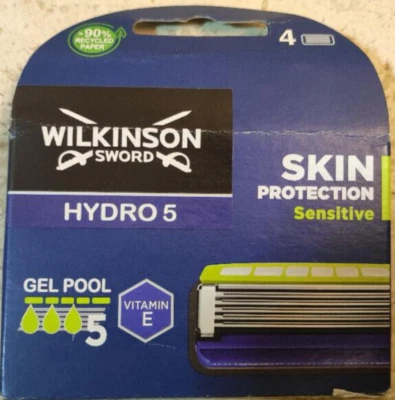 >90%
RECYCLED
PAPER
4
WILKINSON
SWORD
HYDRO 5
SKIN
PROTECTION
Sensitive
GEL POOL
5
VITAMIN
E